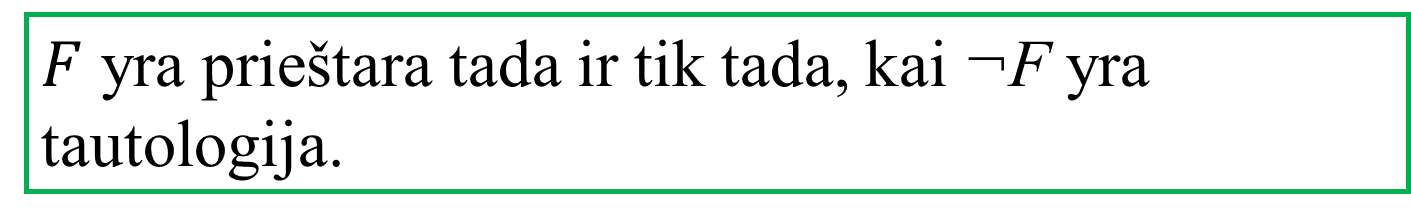 F yra prieštara tada ir tik tada, kai ¬F yra
tautologija.